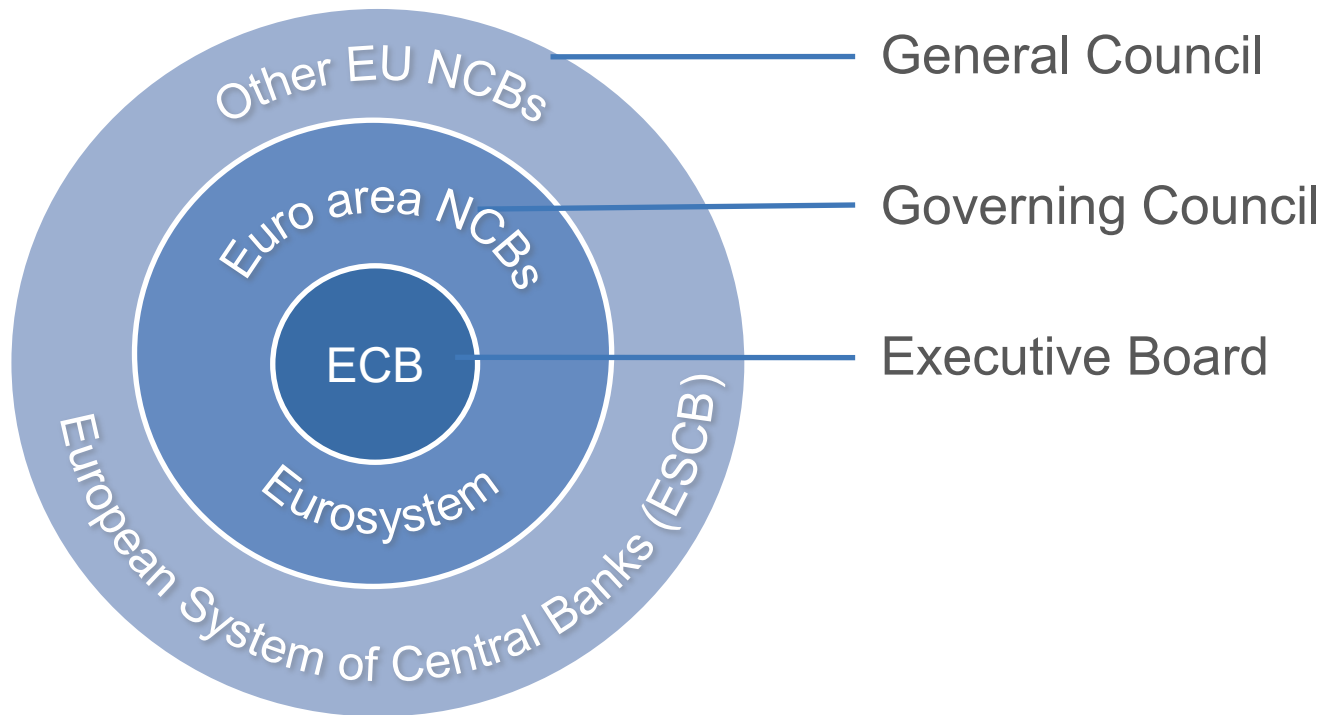 Other EU NCBs
General Council
Euro area NCBs
Governing Council
ECB
Executive Board
Eurosystem
European System of Central Banks (ESCB)